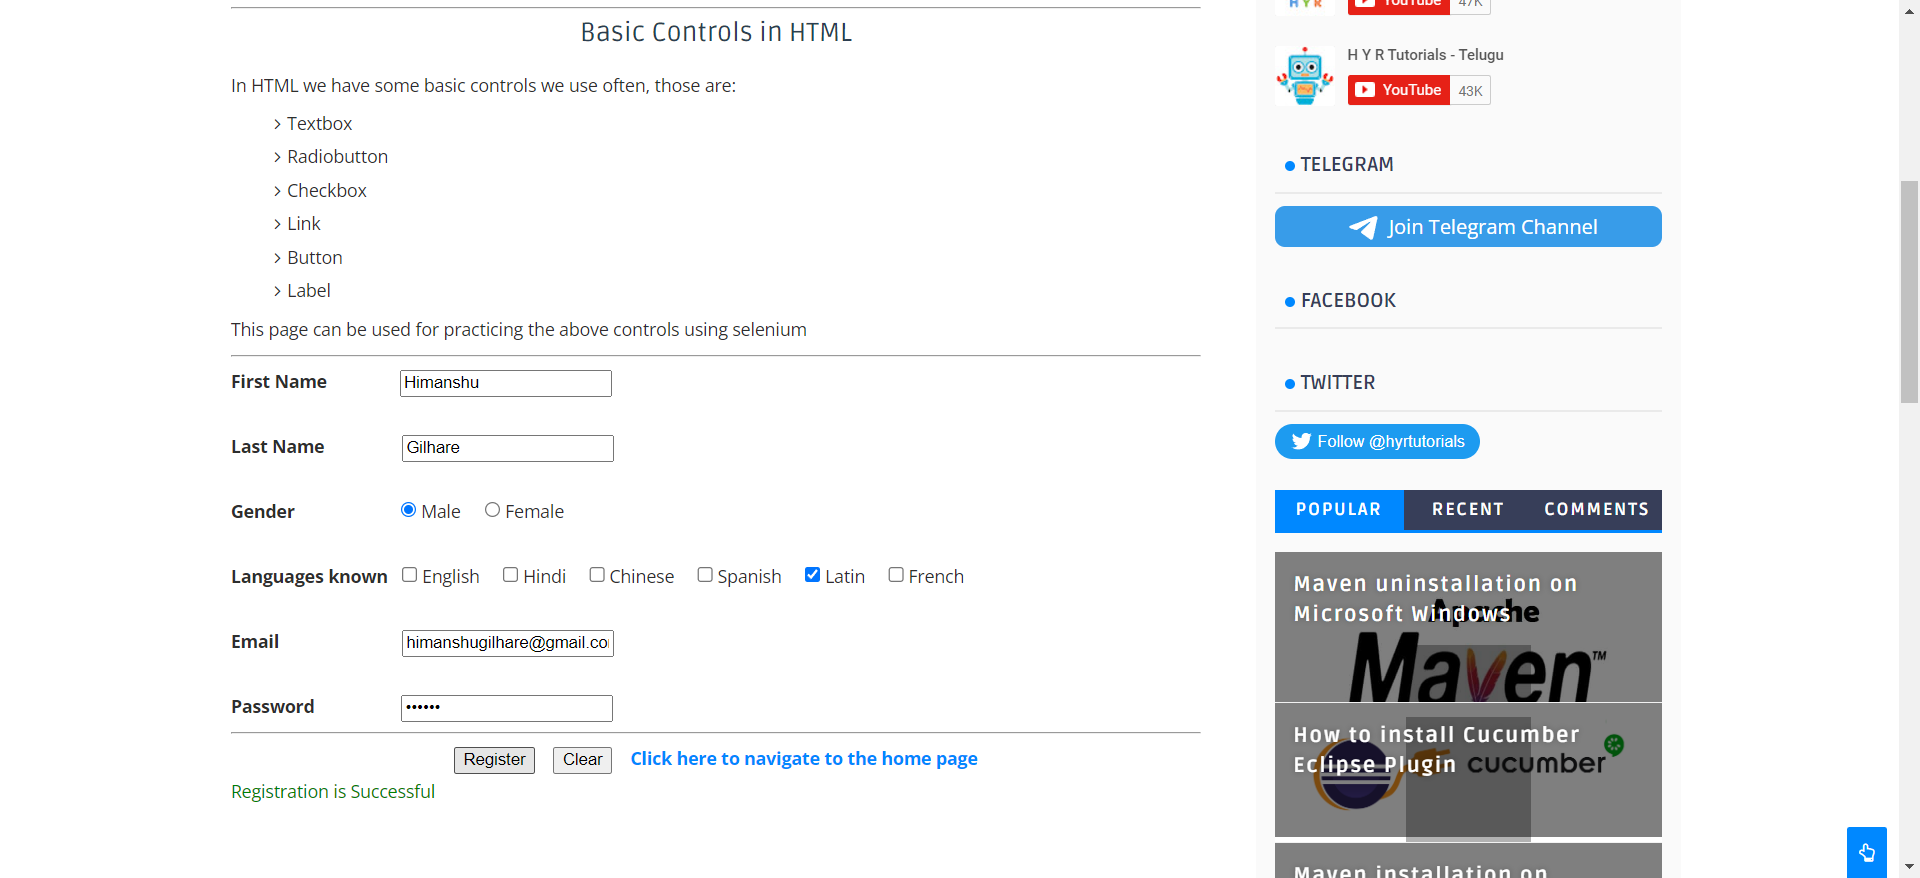 Basic Controls in HTML
In HTML we have some basic controls we use often, those are:
Textbox
Radiobutton
Checkbox
Link
Button
Label
This page can be used for practicing the above controls using selenium
First Name Himanshu
Last Name Gilhare
Gender Male Female
Languages known English Hindi Chinese Spanish Latin French
Email himanshugilhare@gmail.co
Password ••••••
Register Clear Click here to navigate to the home page
Registration is Successful
HYR YouTube 47K
H Y R Tutorials - Telugu
YouTube 43K
TELEGRAM
Join Telegram Channel
FACEBOOK
TWITTER
Follow @hyrtutorials
POPULAR RECENT COMMENTS
Maven uninstallation on
Microsoft Windows
Apache
Maven™
How to install Cucumber
Eclipse Plugin
cucumber
Maven installation on